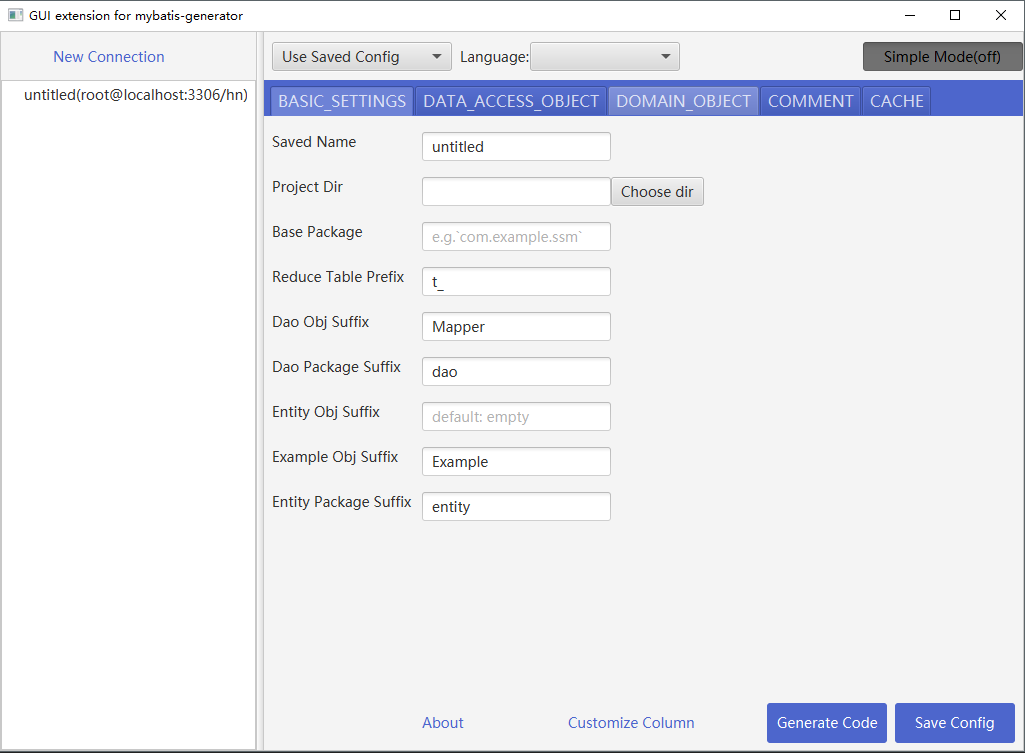 GUI extension for mybatis-generator
New Connection
Use Saved Config Language: Simple Mode(off)
untitled(root@localhost:3306/hn)
BASIC_SETTINGS DATA_ACCESS_OBJECT DOMAIN_OBJECT COMMENT CACHE
Saved Name untitled
Project Dir Choose dir
Base Package e.g.`com.example.ssm`
Reduce Table Prefix t_
Dao Obj Suffix Mapper
Dao Package Suffix dao
Entity Obj Suffix default: empty
Example Obj Suffix Example
Entity Package Suffix entity
About Customize Column Generate Code Save Config